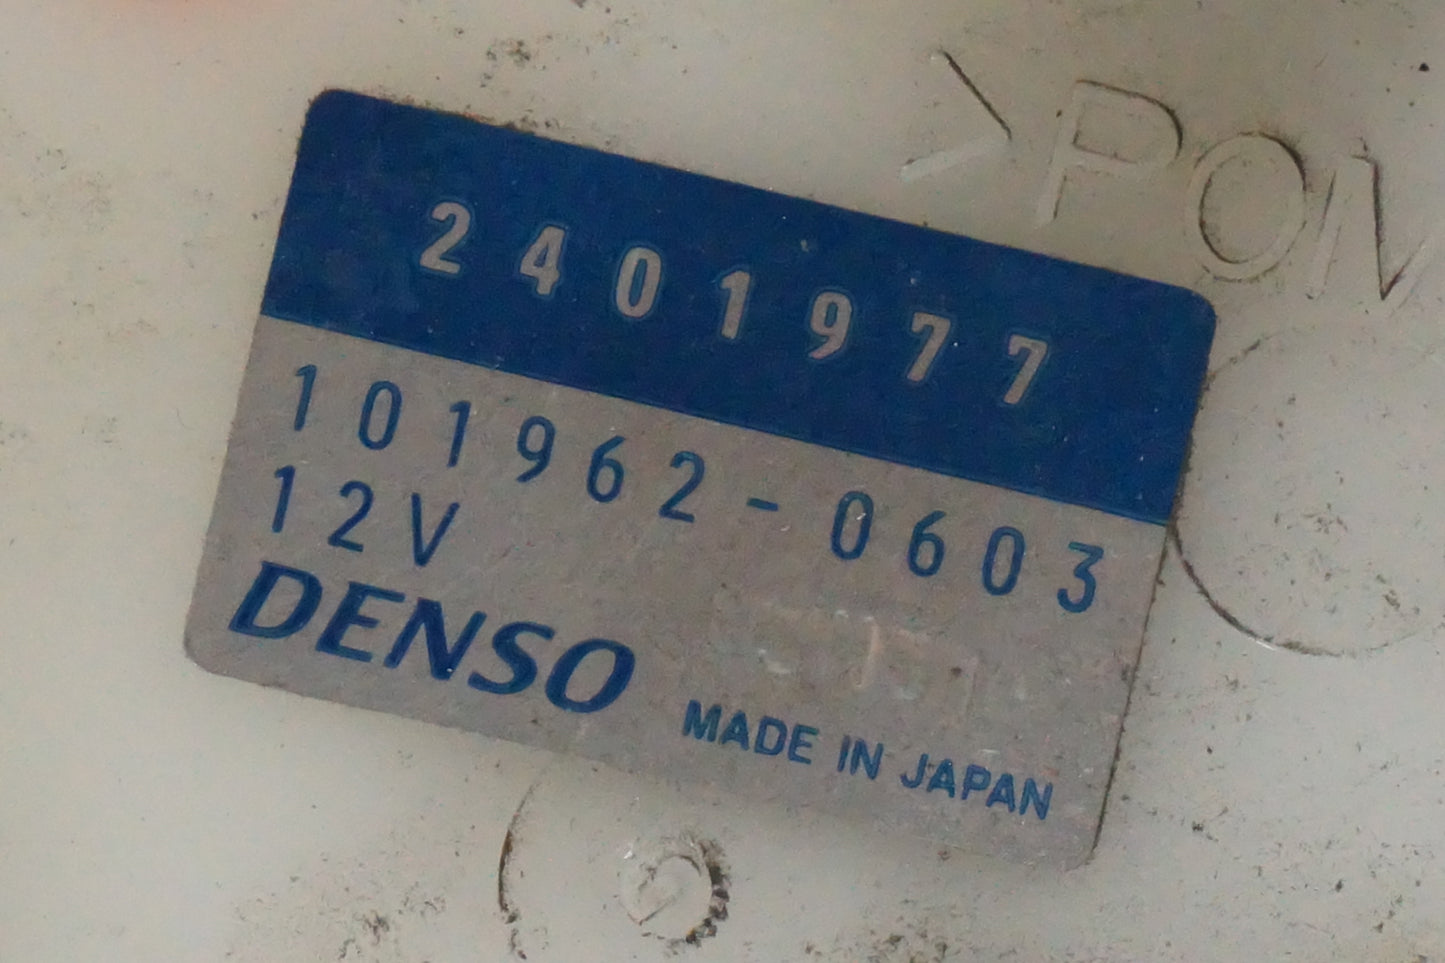 2401977
101962-0603
12V
DENSO
MADE IN JAPAN
>POM